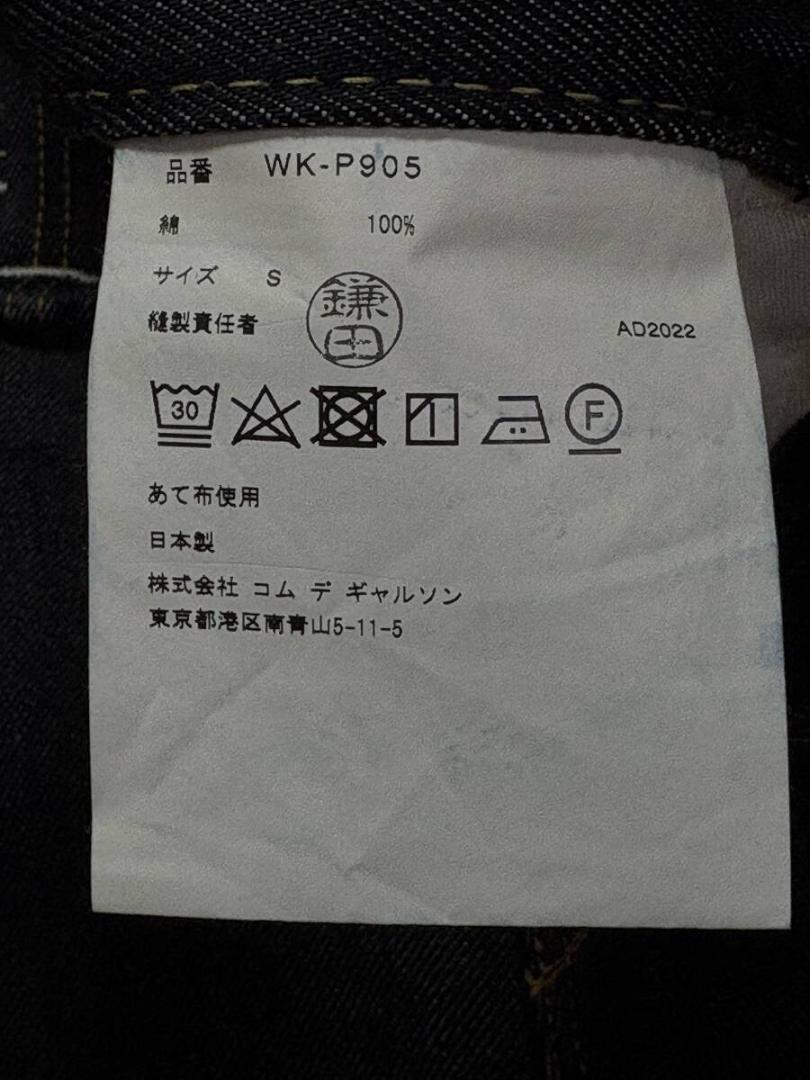 品番 WK-P905
綿 100%
サイズ S
縫製責任者 鎌田 AD2022
30 F
あて布使用
日本製
株式会社 コム デ ギャルソン
東京都港区南青山5-11-5